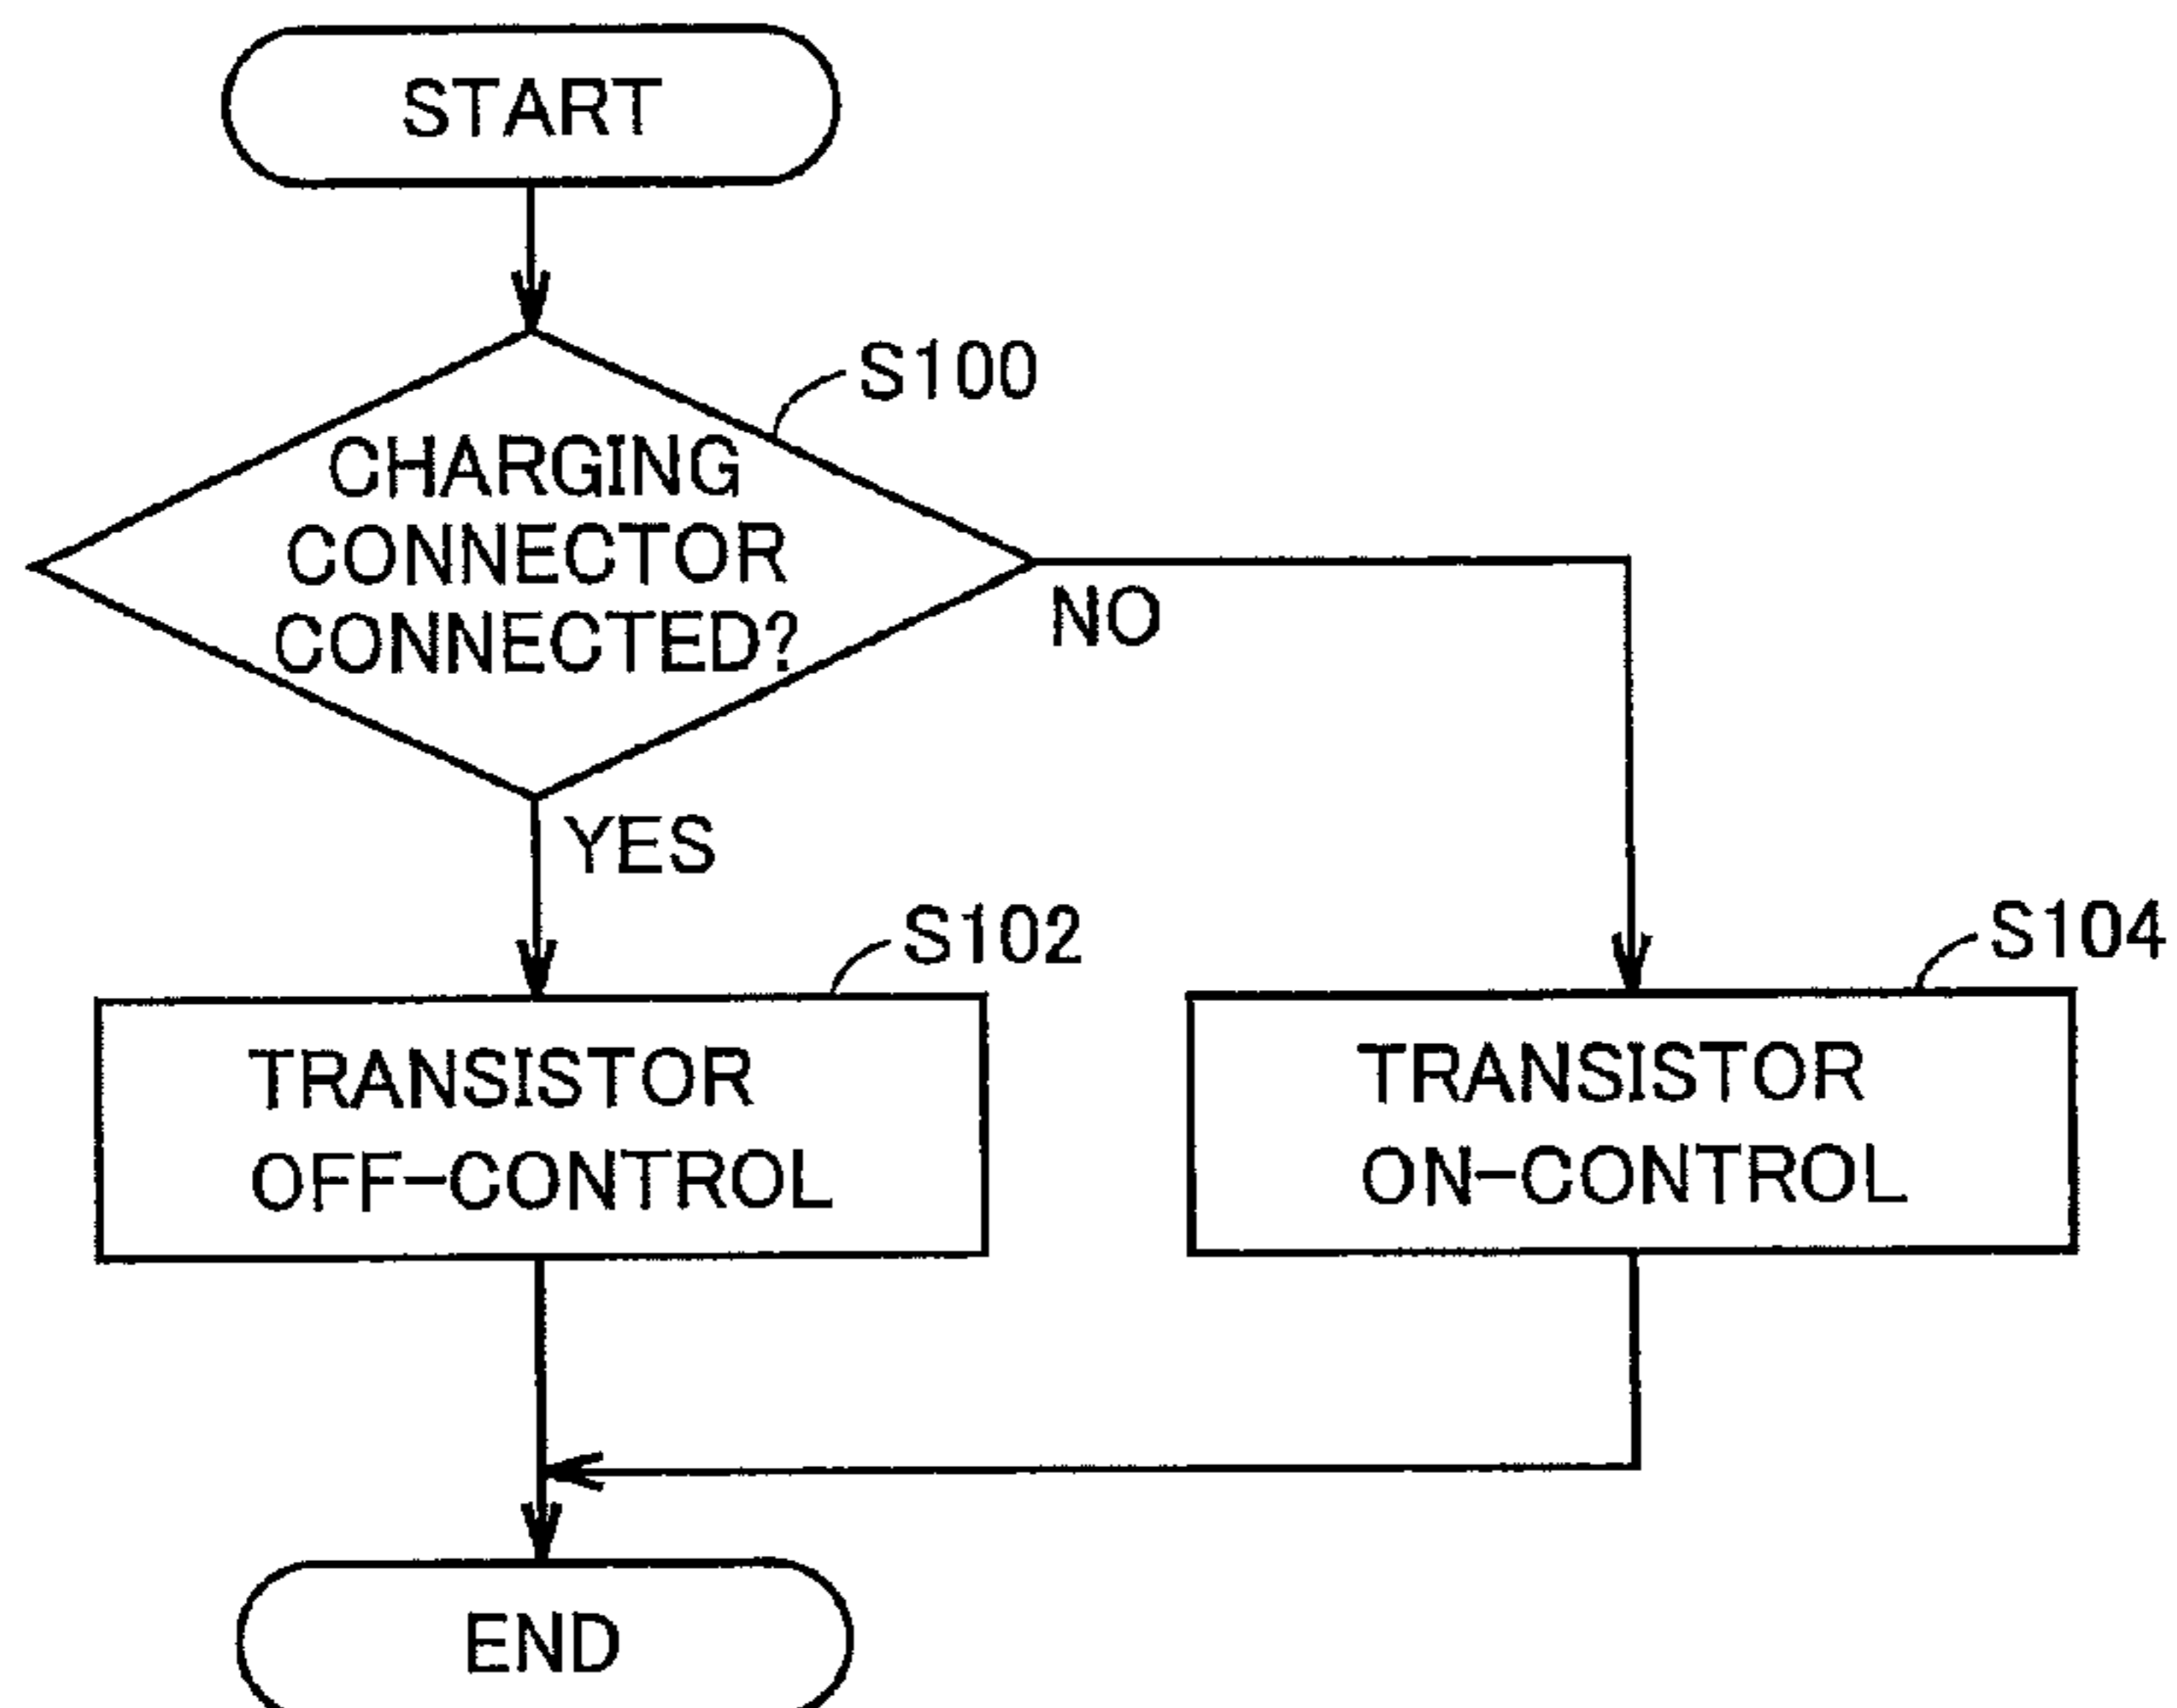 START
S100
CHARGING
CONNECTOR
CONNECTED?
NO
YES
S102
S104
TRANSISTOR
OFF-CONTROL
TRANSISTOR
ON-CONTROL
END